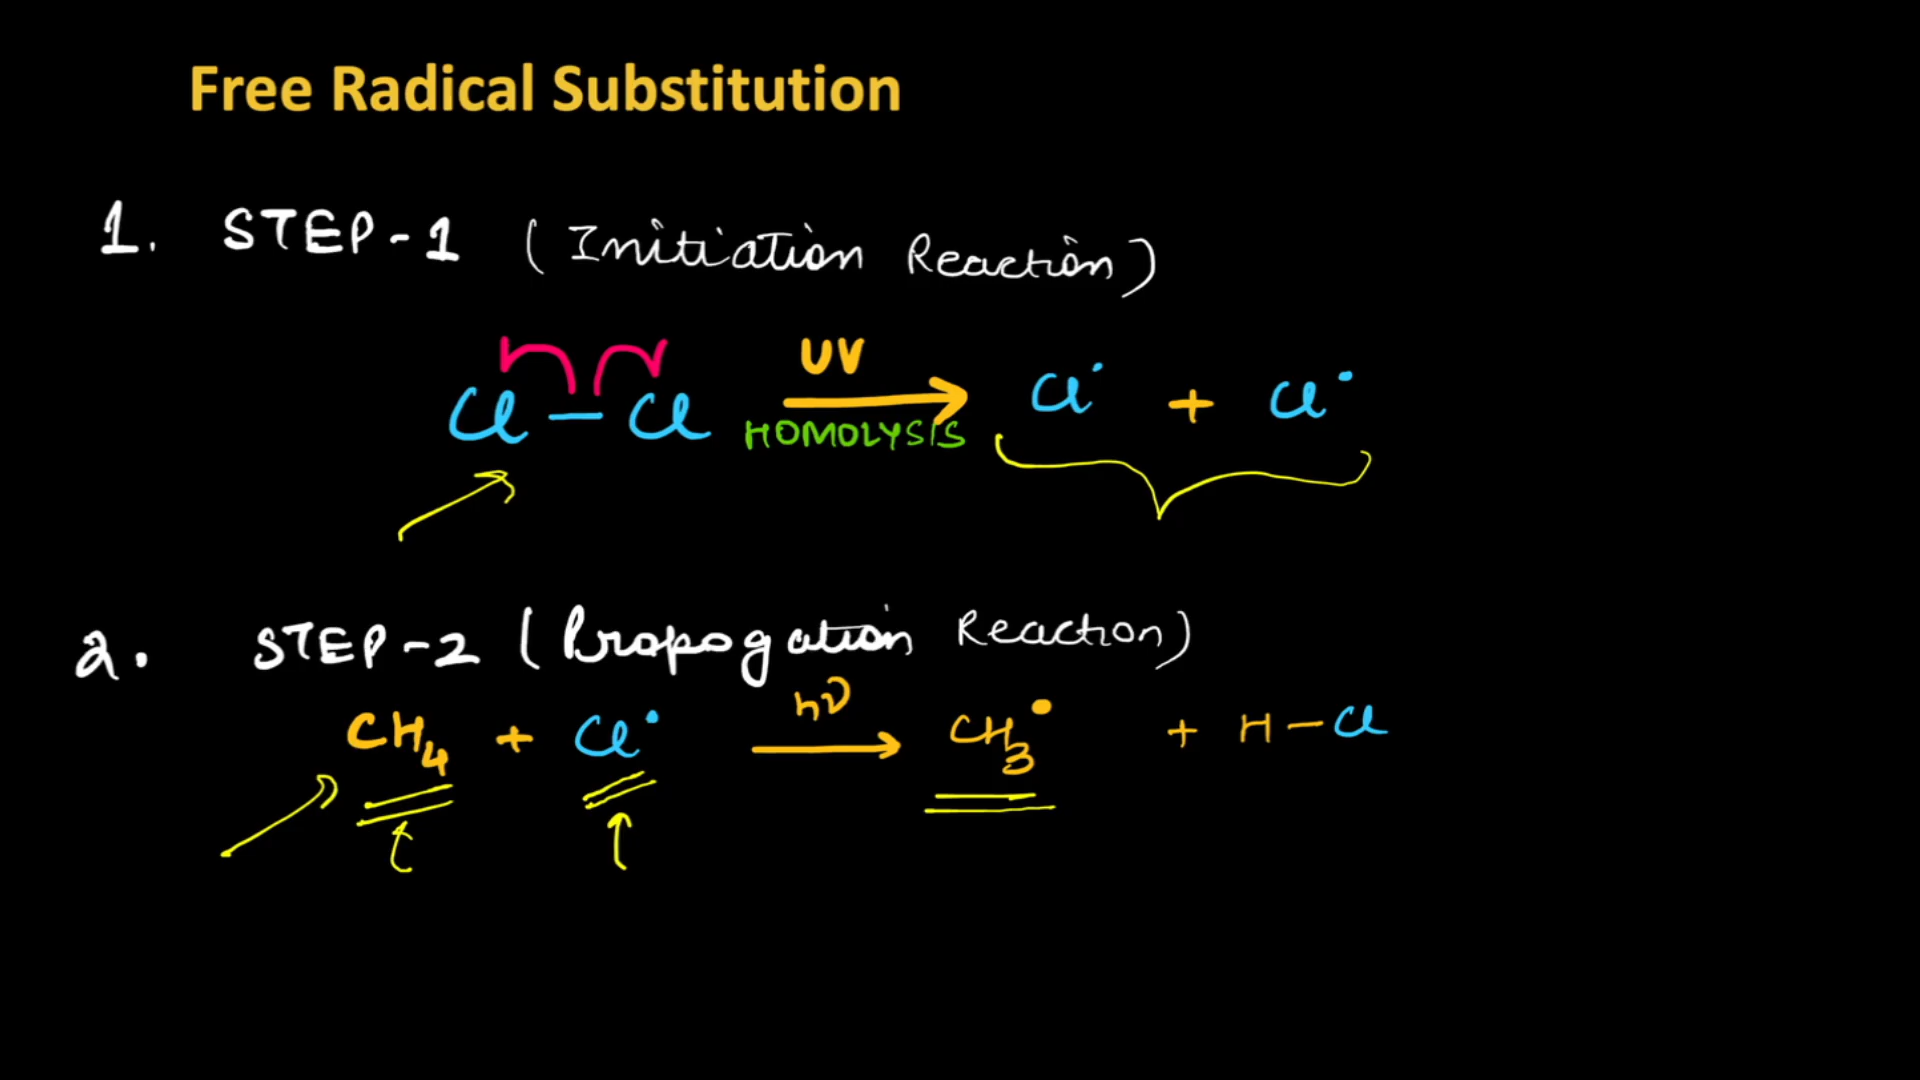 Free Radical Substitution
1. STEP-1 (Initiation Reaction)
UV
Cl — Cl → Cl• + Cl•
HOMOLYSIS
2. STEP-2 (Propogation Reaction)
hν
CH₄ + Cl• → CH₃• + H — Cl